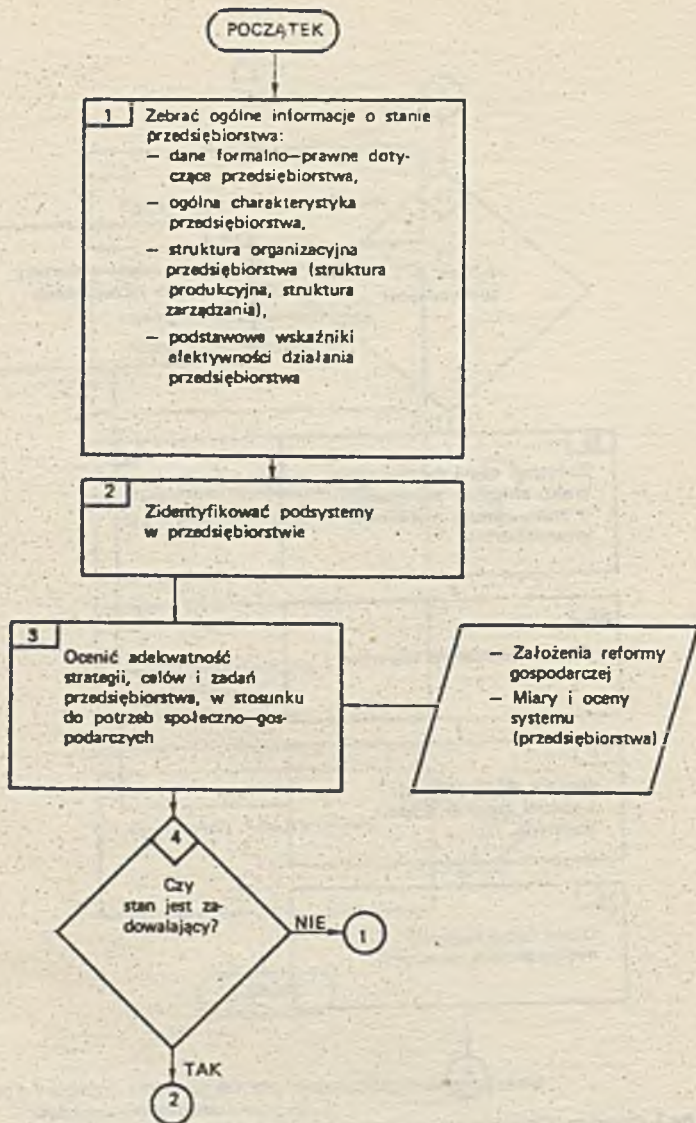 POCZĄTEK
1
Zebrać ogólne informacje o stanie
przedsiębiorstwa:
— dane formalno—prawne doty-
czące przedsiębiorstwa,
— ogólna charakterystyka
przedsiębiorstwa,
— struktura organizacyjna
przedsiębiorstwa (struktura
produkcyjna, struktura
zarządzania),
— podstawowe wskaźniki
efektywności działania
przedsiębiorstwa
2
Zidentyfikować podsystemy
w przedsiębiorstwie
3
Ocenić adekwatność
strategii, celów i zadań
przedsiębiorstwa, w stosunku
do potrzeb społeczno—gos-
podarczych
— Założenia reformy
gospodarczej
— Miary i oceny
systemu
(przedsiębiorstwa)
4
Czy
stan jest za-
dowalający?
NIE
1
TAK
2